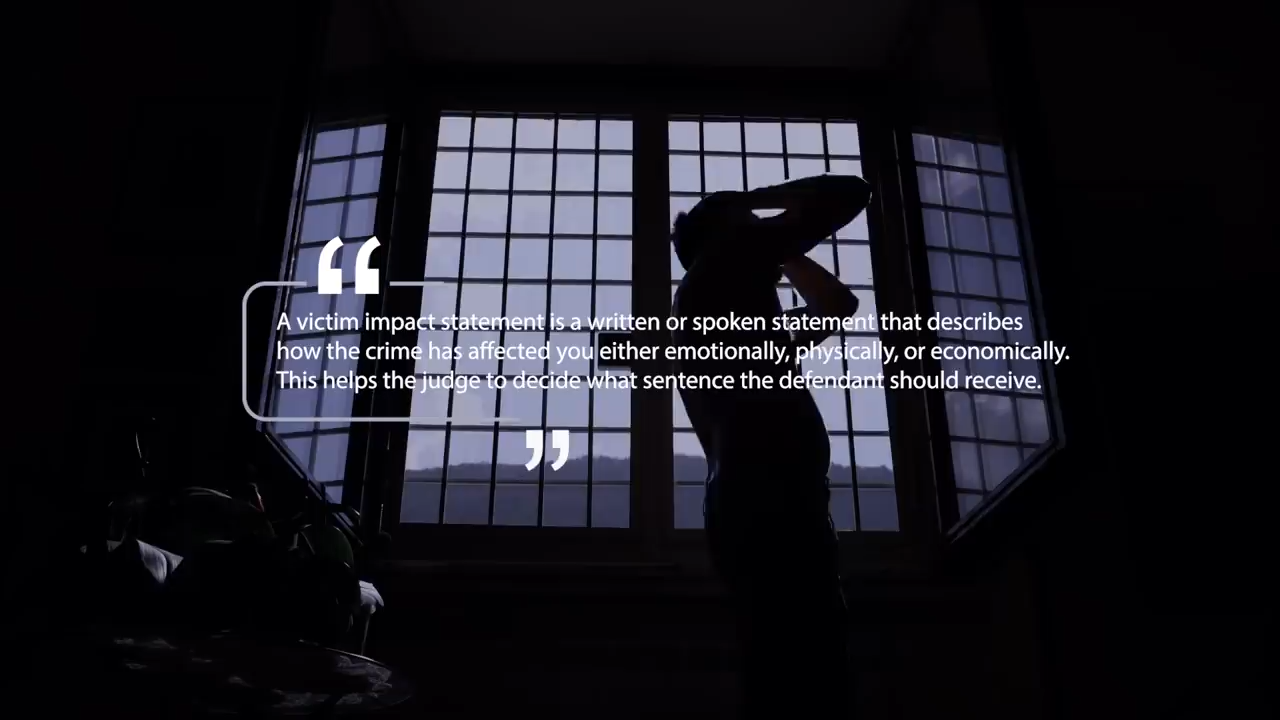 “
A victim impact statement is a written or spoken statement that describes
how the crime has affected you either emotionally, physically, or economically.
This helps the judge to decide what sentence the defendant should receive.
”